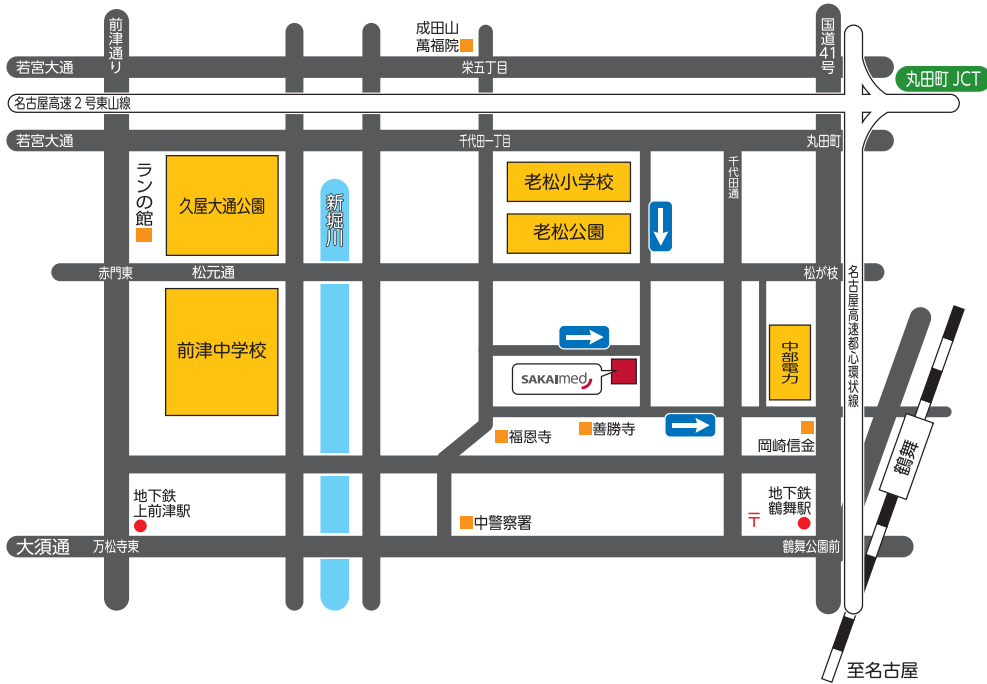 前津通り
成田山
萬福院
国道41号
若宮大通
栄五丁目
丸田町 JCT
名古屋高速2号東山線
若宮大通
千代田一丁目
丸田町
ランの館
久屋大通公園
新堀川
老松小学校
千代田通
老松公園
赤門東
松元通
松が枝
名古屋高速都心環状線
前津中学校
中部電力
SAKAImed
福恩寺
善勝寺
岡崎信金
鶴舞
地下鉄
上前津駅
中警察署
〒
地下鉄
鶴舞駅
大須通
万松寺東
鶴舞公園前
至名古屋